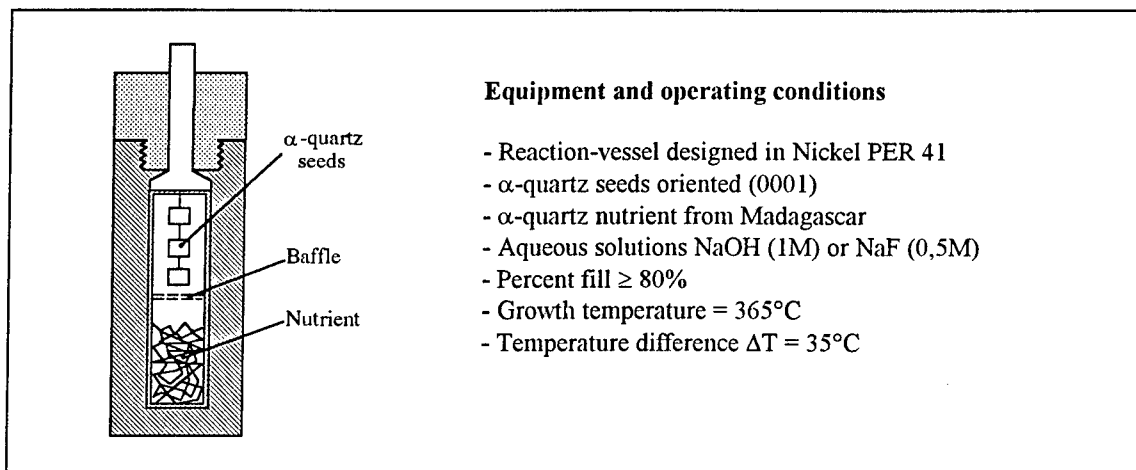 α-quartz
seeds
Baffle
Nutrient
Equipment and operating conditions
- Reaction-vessel designed in Nickel PER 41
- α-quartz seeds oriented (0001)
- α-quartz nutrient from Madagascar
- Aqueous solutions NaOH (1M) or NaF (0,5M)
- Percent fill ≥ 80%
- Growth temperature = 365°C
- Temperature difference ΔT = 35°C